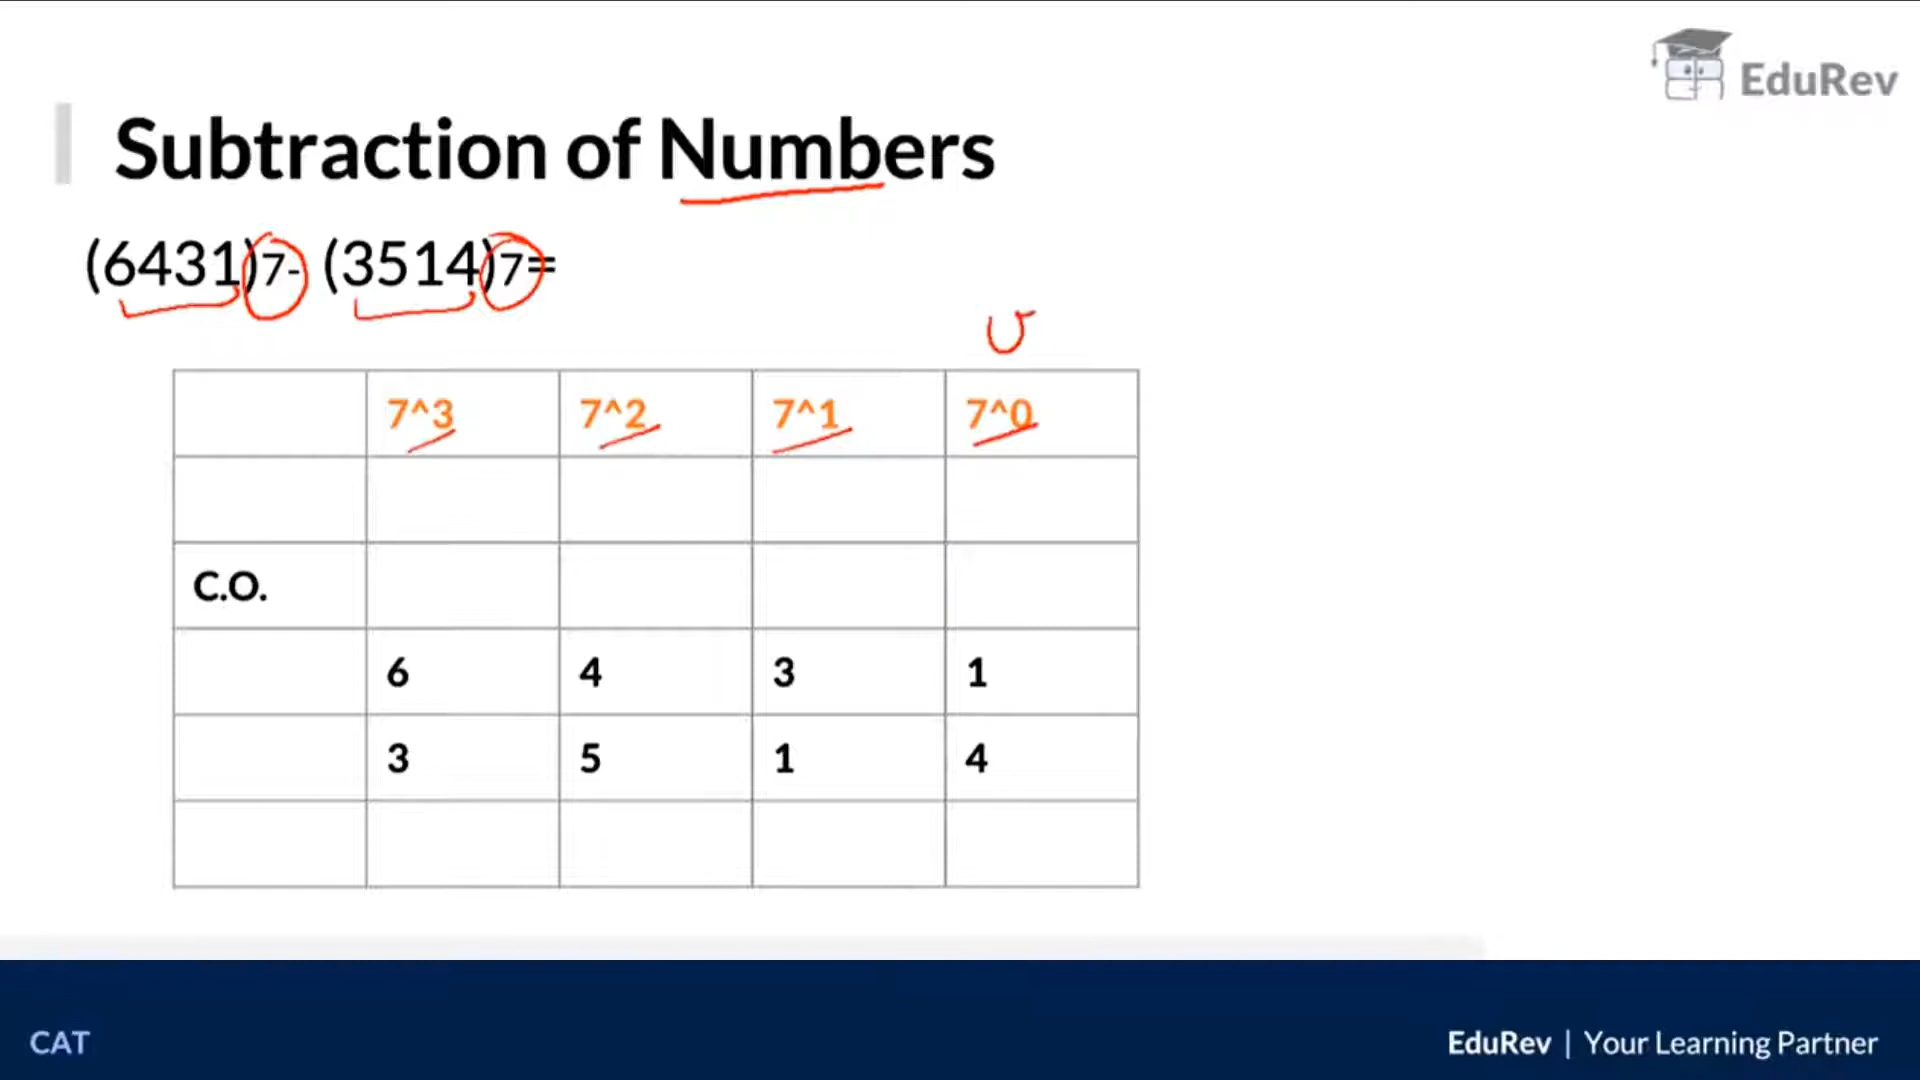 EduRev
Subtraction of Numbers
(6431)7- (3514)7=
U
7^3 7^2 7^1 7^0
C.O.
6 4 3 1
3 5 1 4
CAT
EduRev | Your Learning Partner